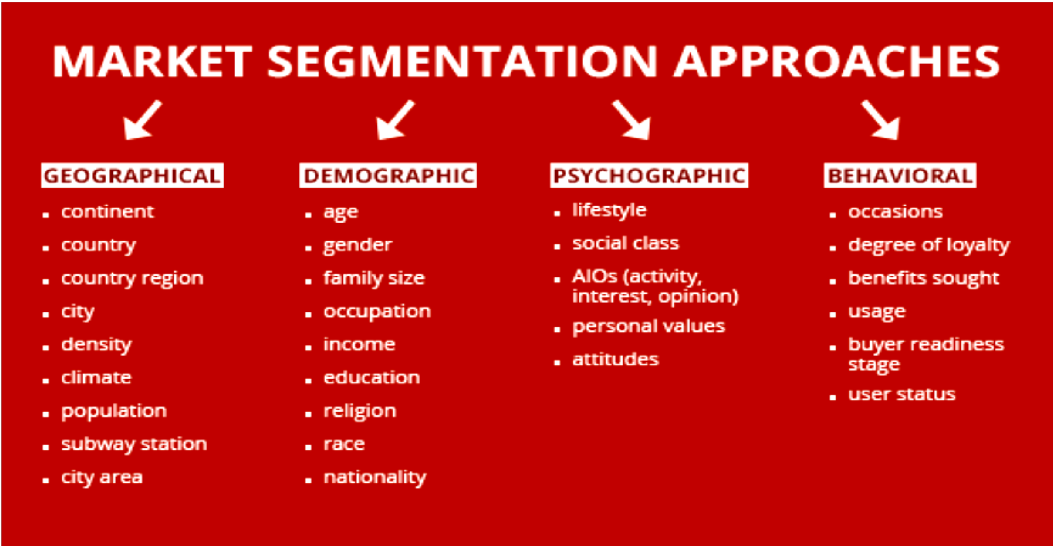 MARKET SEGMENTATION APPROACHES
GEOGRAPHICAL
continent
country
country region
city
density
climate
population
subway station
city area
DEMOGRAPHIC
age
gender
family size
occupation
income
education
religion
race
nationality
PSYCHOGRAPHIC
lifestyle
social class
AIOs (activity,
interest, opinion)
personal values
attitudes
BEHAVIORAL
occasions
degree of loyalty
benefits sought
usage
buyer readiness
stage
user status